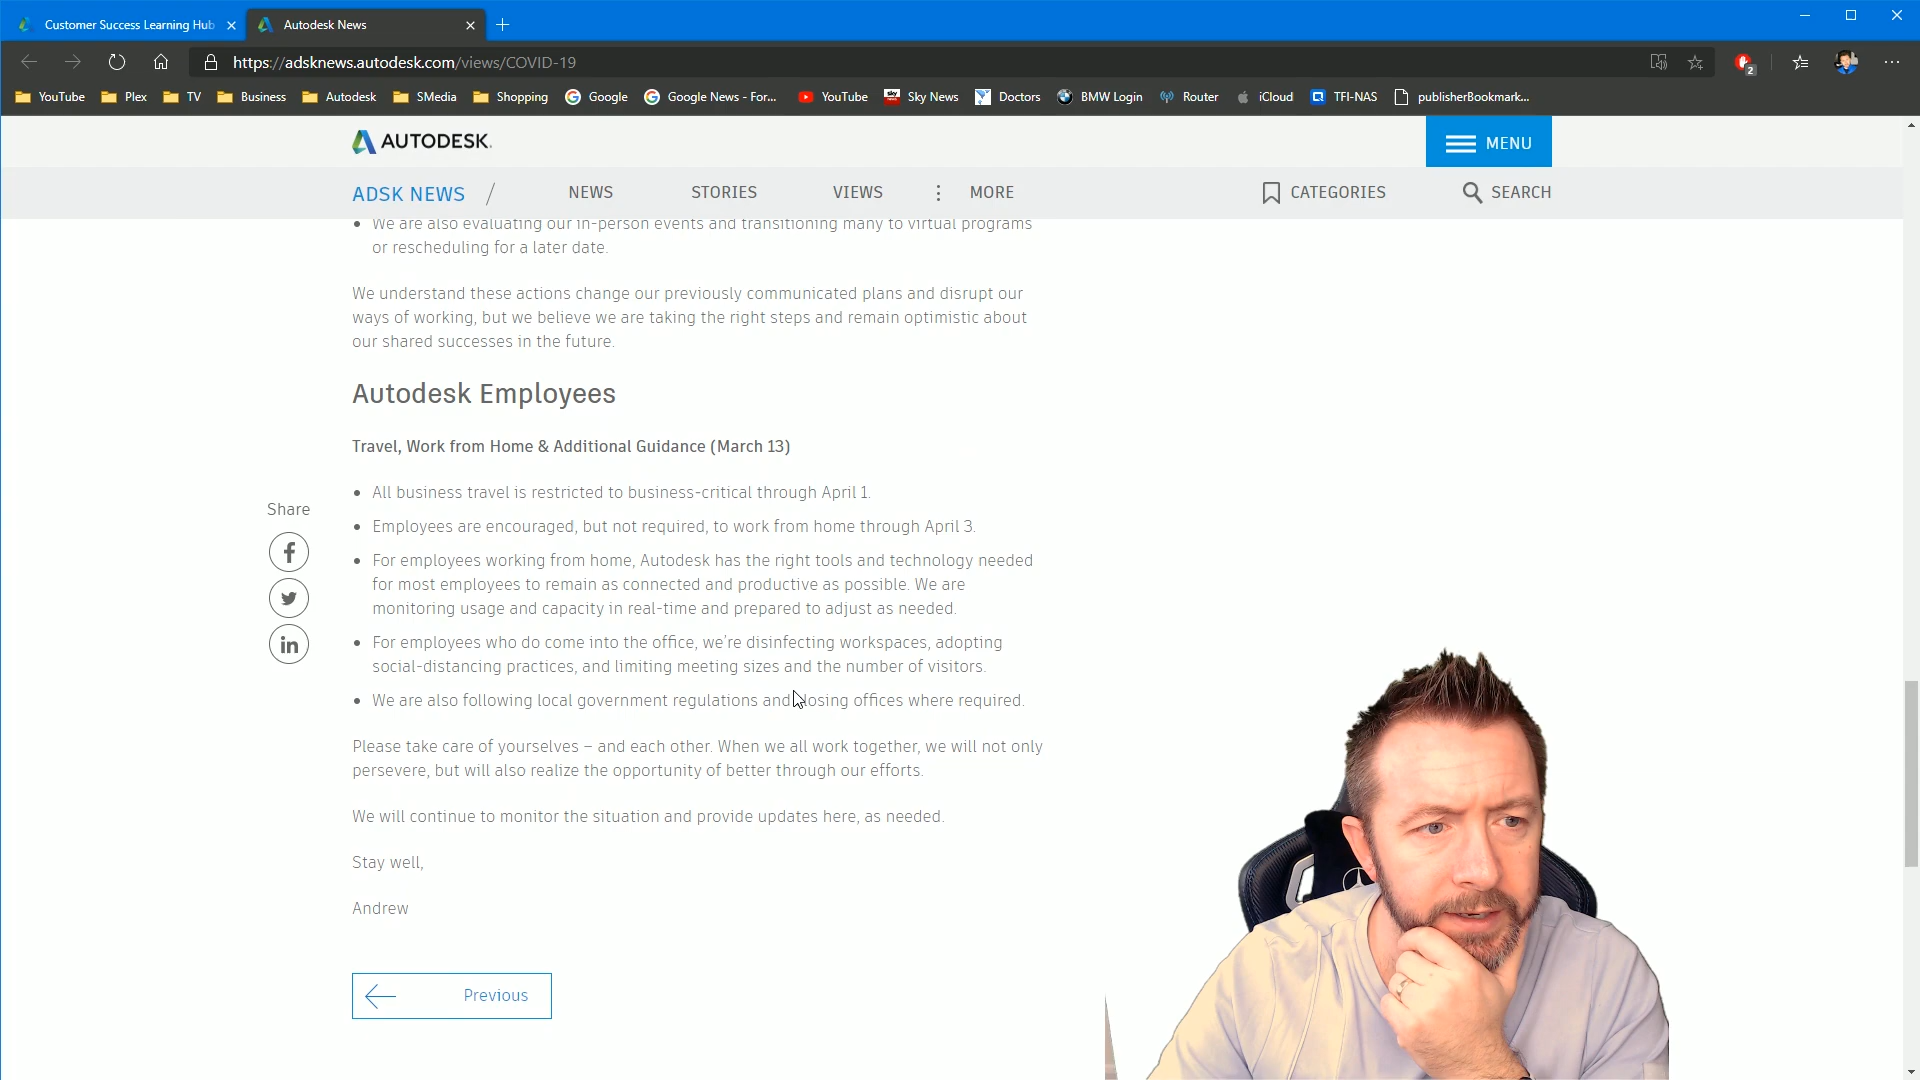 Customer Success Learning Hub
Autodesk News
https://adsknews.autodesk.com/views/COVID-19
2
YouTube Plex TV Business Autodesk SMedia Shopping Google Google News - For... YouTube Sky News Doctors BMW Login Router iCloud TFI-NAS publisherBookmark...
AUTODESK.
MENU
ADSK NEWS / NEWS STORIES VIEWS MORE CATEGORIES SEARCH
• We are also evaluating our in-person events and transitioning many to virtual programs
or rescheduling for a later date.
We understand these actions change our previously communicated plans and disrupt our
ways of working, but we believe we are taking the right steps and remain optimistic about
our shared successes in the future.
Autodesk Employees
Travel, Work from Home & Additional Guidance (March 13)
• All business travel is restricted to business-critical through April 1.
Share
• Employees are encouraged, but not required, to work from home through April 3.
• For employees working from home, Autodesk has the right tools and technology needed
for most employees to remain as connected and productive as possible. We are
monitoring usage and capacity in real-time and prepared to adjust as needed.
• For employees who do come into the office, we're disinfecting workspaces, adopting
social-distancing practices, and limiting meeting sizes and the number of visitors.
• We are also following local government regulations and closing offices where required.
Please take care of yourselves – and each other. When we all work together, we will not only
persevere, but will also realize the opportunity of better through our efforts.
We will continue to monitor the situation and provide updates here, as needed.
Stay well,
Andrew
Previous